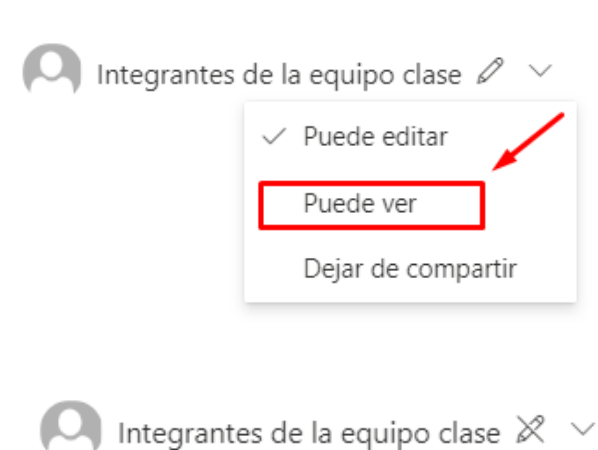 Integrantes de la equipo clase
Puede editar
Puede ver
Dejar de compartir
Integrantes de la equipo clase